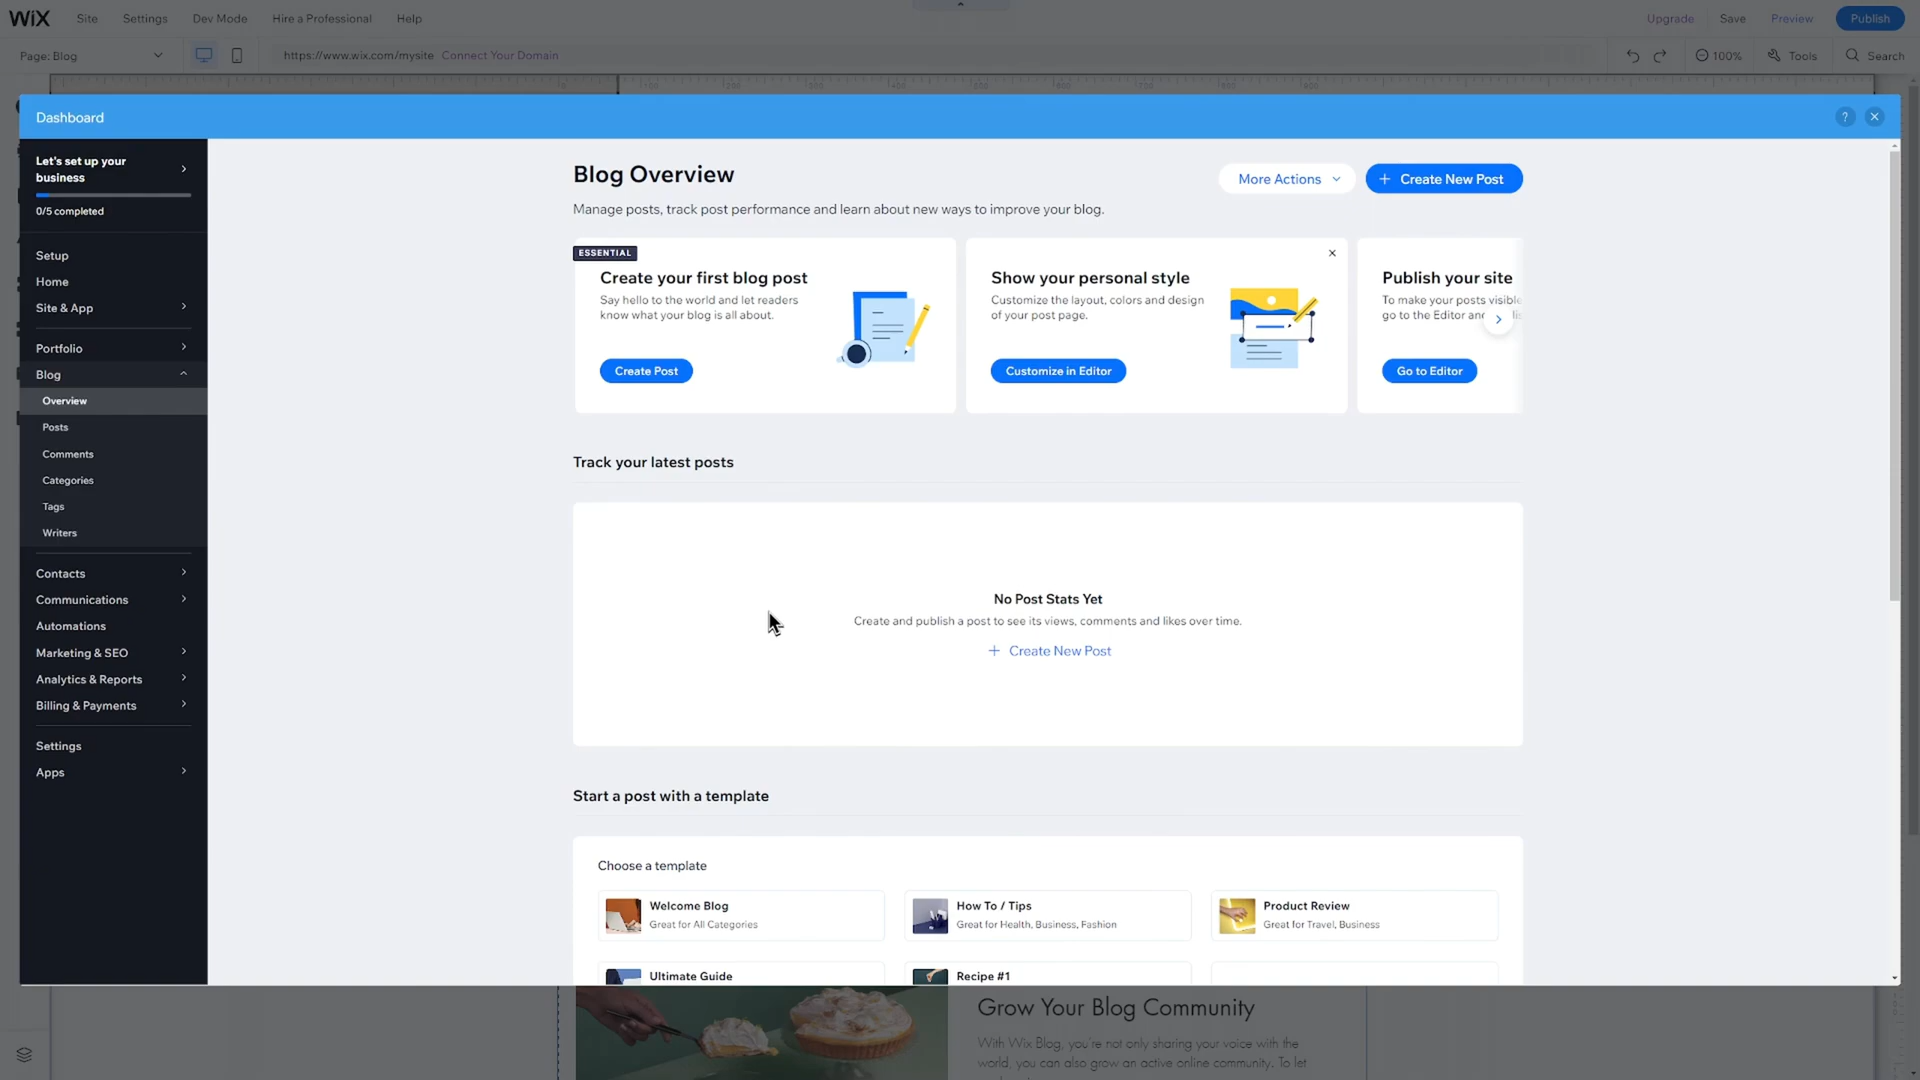 WiX
Site
Settings
Dev Mode
Hire a Professional
Help
Upgrade
Save
Preview
Publish
Page: Blog
https://www.wix.com/mysite
Connect Your Domain
100%
Tools
Search
Dashboard
?
Let's set up your
business
0/5 completed
Setup
Home
Site & App
Portfolio
Blog
Overview
Posts
Comments
Categories
Tags
Writers
Contacts
Communications
Automations
Marketing & SEO
Analytics & Reports
Billing & Payments
Settings
Apps
Blog Overview
More Actions
+ Create New Post
Manage posts, track post performance and learn about new ways to improve your blog.
ESSENTIAL
Create your first blog post
Say hello to the world and let readers
know what your blog is all about.
Create Post
Show your personal style
Customize the layout, colors and design
of your post page.
Customize in Editor
Publish your site
To make your posts visible
go to the Editor
Go to Editor
Track your latest posts
No Post Stats Yet
Create and publish a post to see its views, comments and likes over time.
+ Create New Post
Start a post with a template
Choose a template
Welcome Blog
Great for All Categories
How To / Tips
Great for Health, Business, Fashion
Product Review
Great for Travel, Business
Ultimate Guide
Recipe #1
Grow Your Blog Community
With Wix Blog, you're not only sharing your voice with the
world, you can also grow an active online community. To let